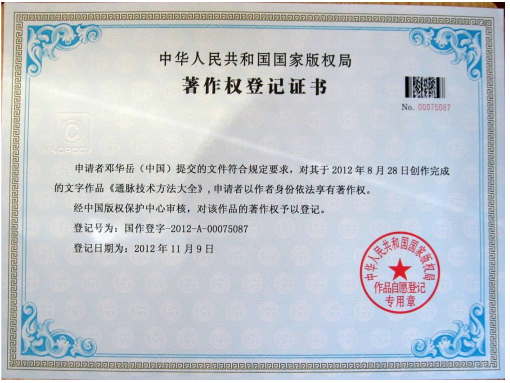 中华人民共和国国家版权局
著作权登记证书
No. 00075087
申请者邓华岳（中国）提交的文件符合规定要求，对其于 2012 年 8 月 28 日创作完成
的文字作品《通脉技术方法大全》,申请者以作者身份依法享有著作权。
经中国版权保护中心审核，对该作品的著作权予以登记。
登记号为: 国作登字-2012-A-00075087
登记日期为: 2012 年 11 月 9 日
中华人民共和国国家版权局
作品自愿登记
专用章